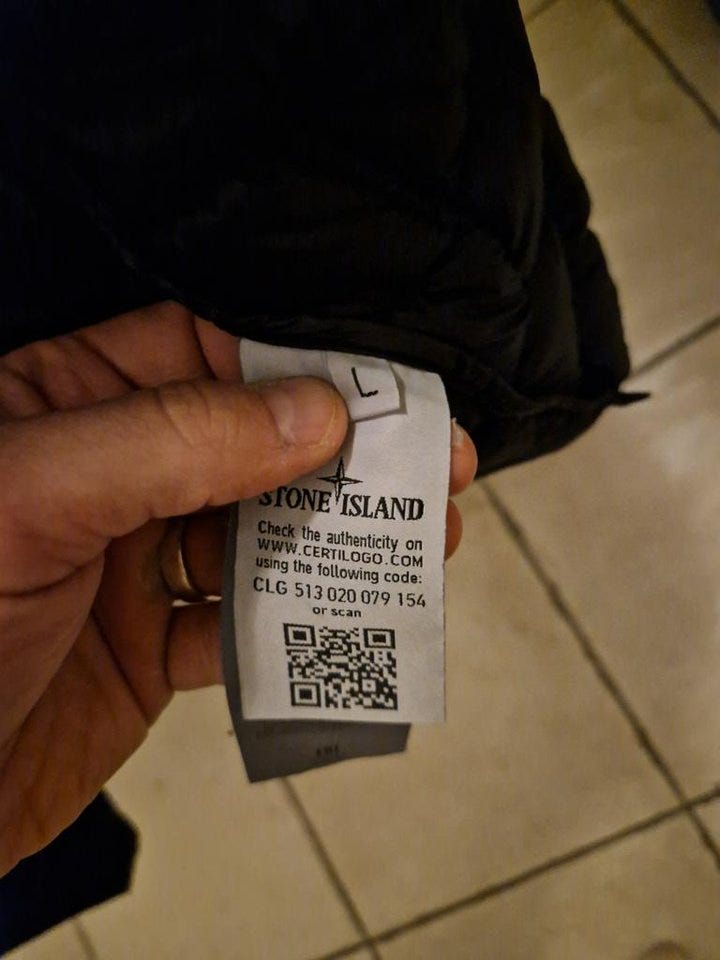 L
STONE ISLAND
Check the authenticity on
WWW.CERTILOGO.COM
using the following code:
CLG 513 020 079 154
or scan